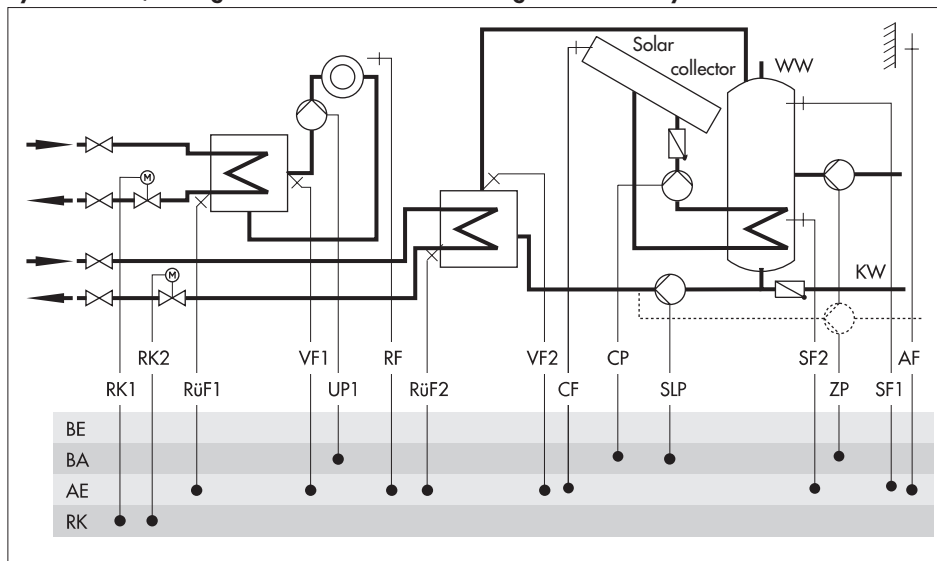 Solar
collector
WW
M
M
KW
RK2 VF1 RF VF2 CP SF2 AF
RK1 RüF1 UP1 RüF2 CF SLP ZP SF1
BE
BA
AE
RK